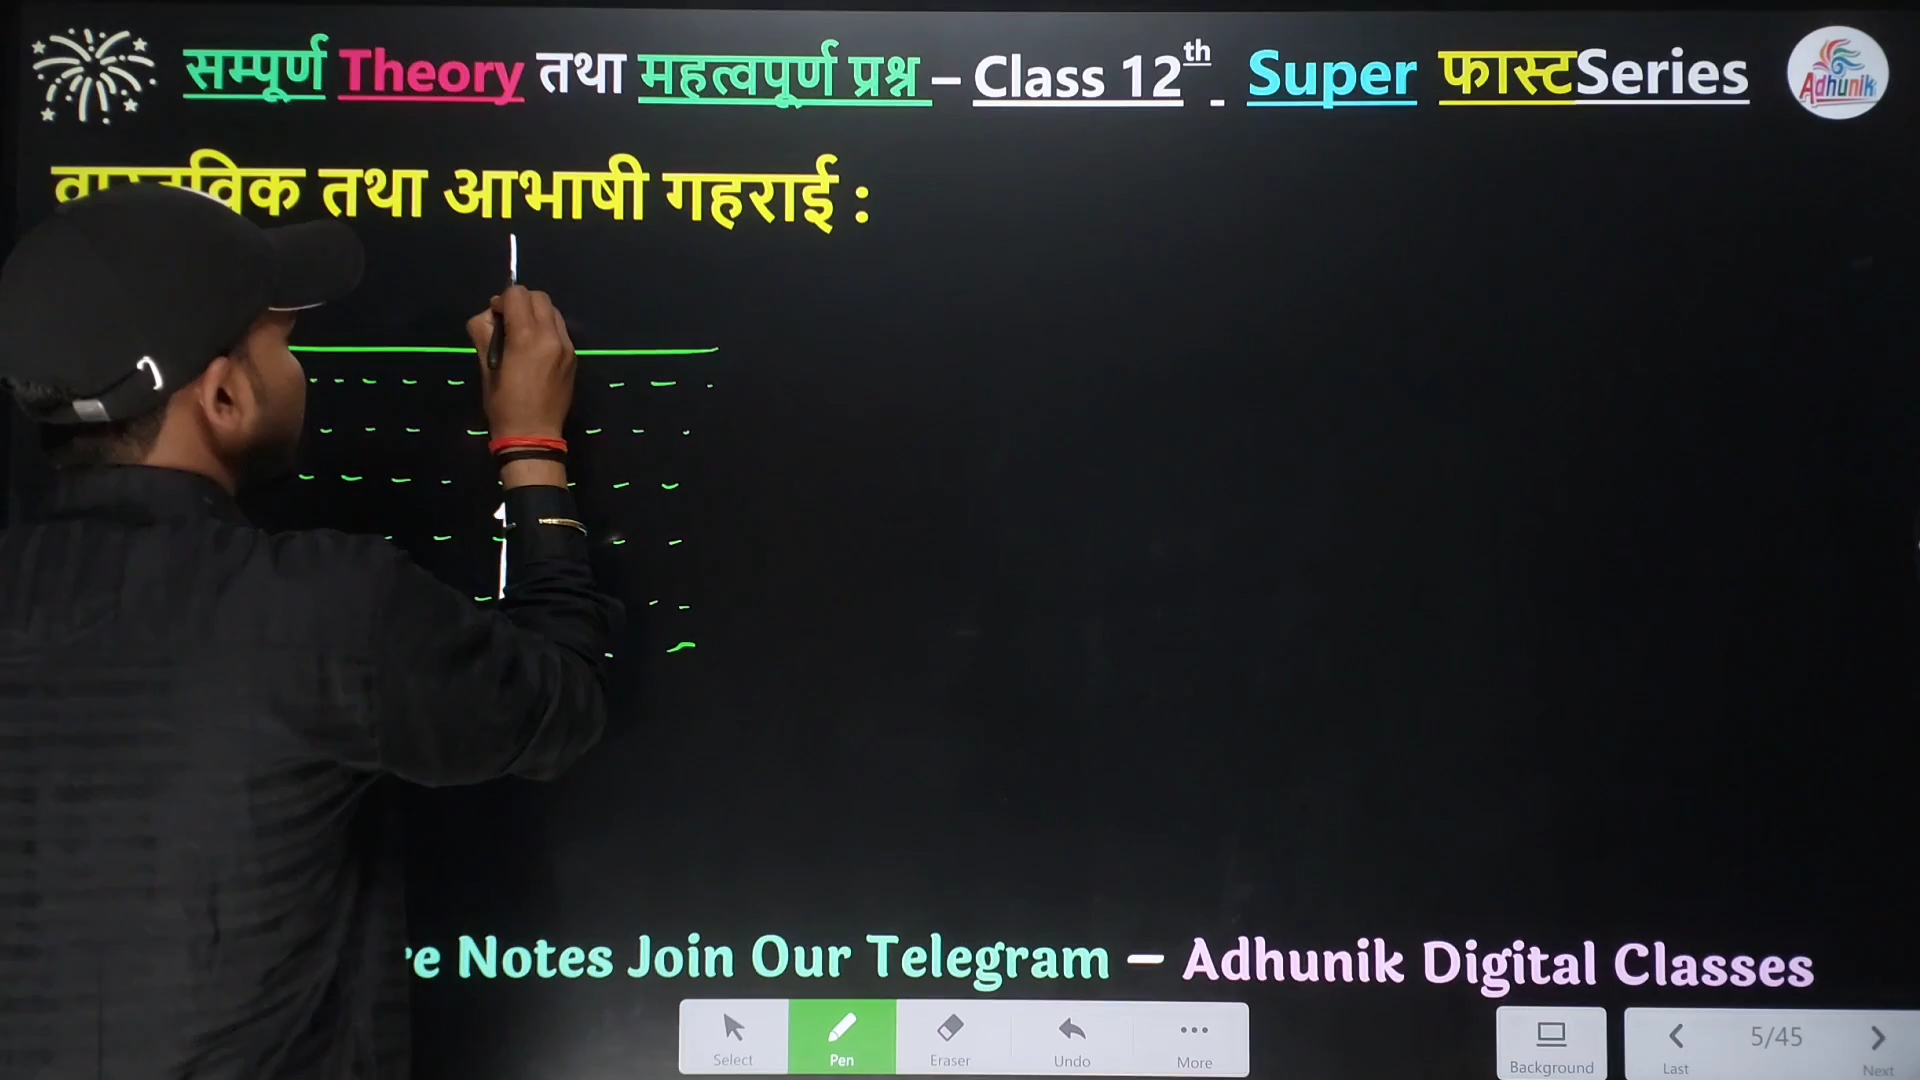 सम्पूर्ण Theory तथा महत्वपूर्ण प्रश्न – Class 12th - Super फास्टSeries
Adhunik
तथा आभाषी गहराई :
Notes Join Our Telegram – Adhunik Digital Classes
Select
Pen
Eraser
Undo
More
Background
Last
5/45
Next